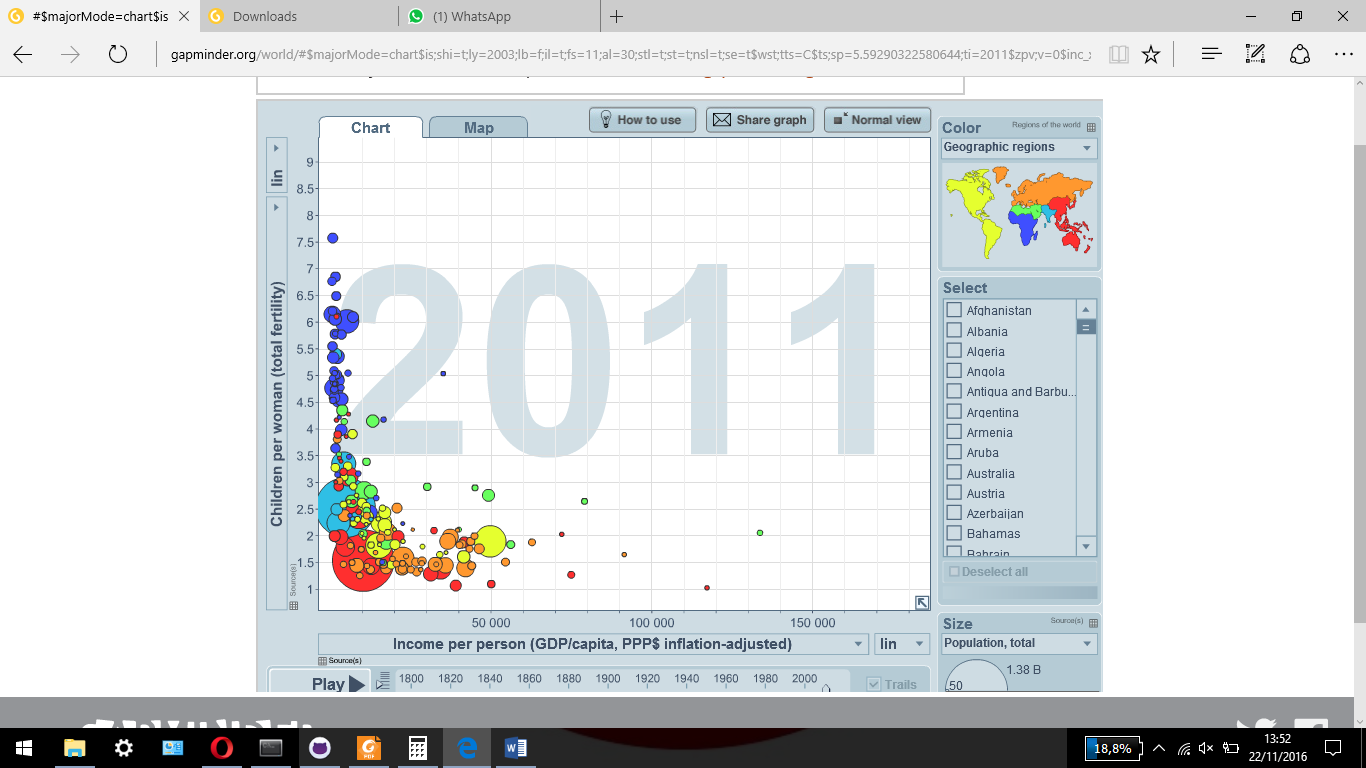 #$majorMode=chart$is
Downloads
(1) WhatsApp
gapminder.org/world/#$majorMode=chart$is;shi=t;ly=2003;lb=f;il=t;fs=11;al=30;stl=t;st=t;nsl=t;se=t$wst;tts=C$ts;sp=5.59290322580644;ti=2011$zpv;v=0$inc_x
Chart
Map
How to use
Share graph
Normal view
lin
Children per woman (total fertility)
Source(s)
9
8.5
8
7.5
7
6.5
6
5.5
5
4.5
4
3.5
3
2.5
2
1.5
1
2011
50 000
100 000
150 000
Income per person (GDP/capita, PPP$ inflation-adjusted)
lin
Source(s)
Play
1800 1820 1840 1860 1880 1900 1920 1940 1960 1980 2000
Trails
Color
Regions of the world
Geographic regions
Select
Afghanistan
Albania
Algeria
Angola
Antigua and Barbu...
Argentina
Armenia
Aruba
Australia
Austria
Azerbaijan
Bahamas
Bahrain
Deselect all
Size
Source(s)
Population, total
1.38 B
50
18,8%
13:52
22/11/2016